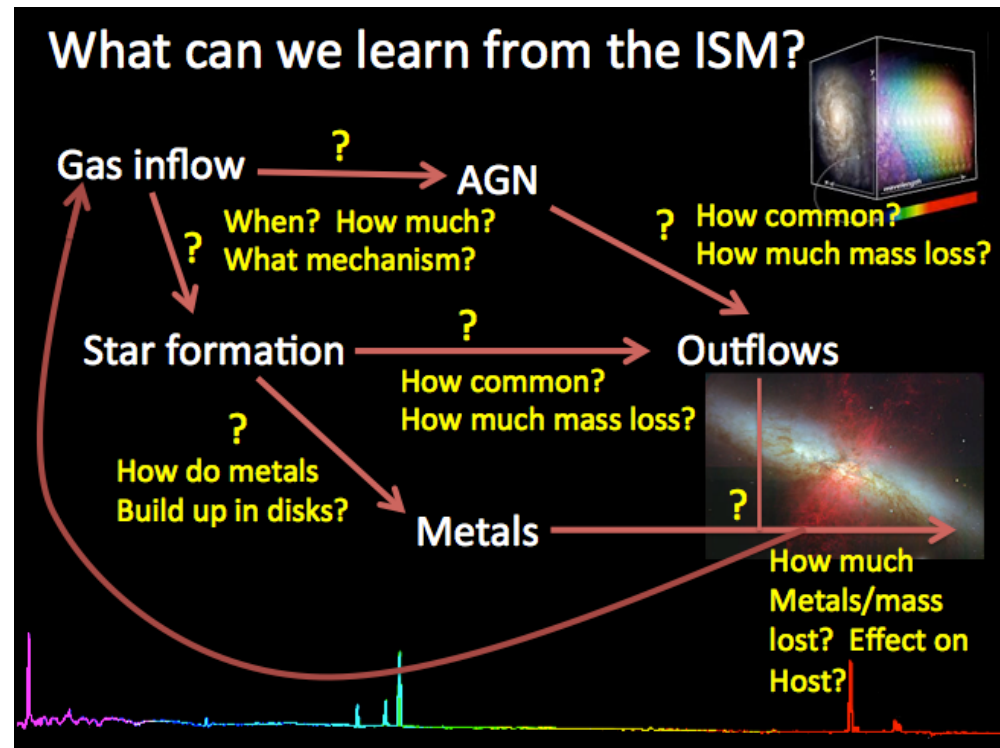 What can we learn from the ISM?
?
Gas inflow
AGN
wavelength
When? How much?
What mechanism?
?
?
How common?
How much mass loss?
Star formation
?
Outflows
How common?
How much mass loss?
?
How do metals
Build up in disks?
Metals
?
How much
Metals/mass
lost? Effect on
Host?